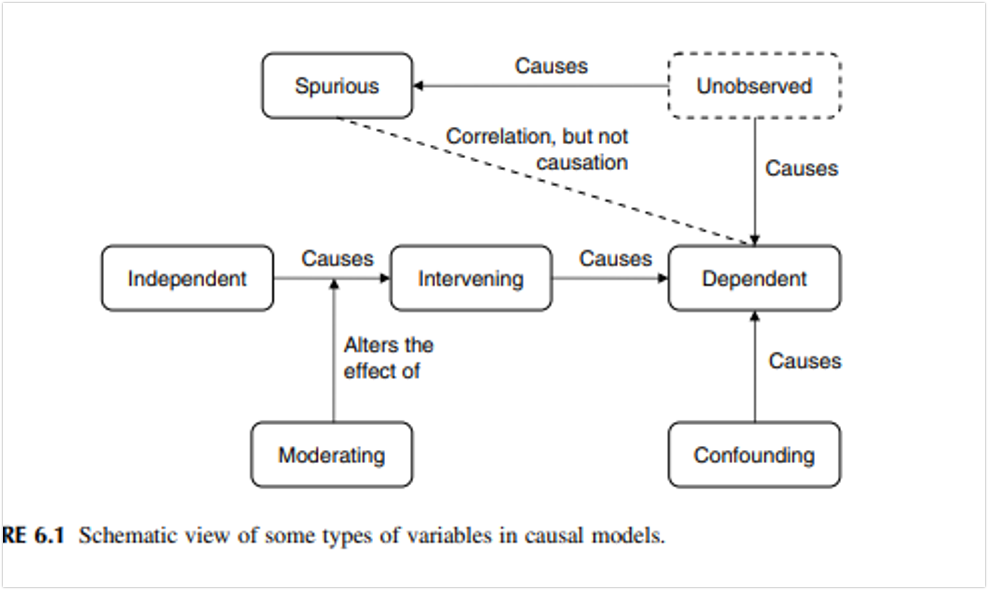 Causes
Spurious
Unobserved
Correlation, but not
causation
Causes
Causes
Causes
Independent
Intervening
Dependent
Alters the
effect of
Causes
Moderating
Confounding
RE 6.1 Schematic view of some types of variables in causal models.